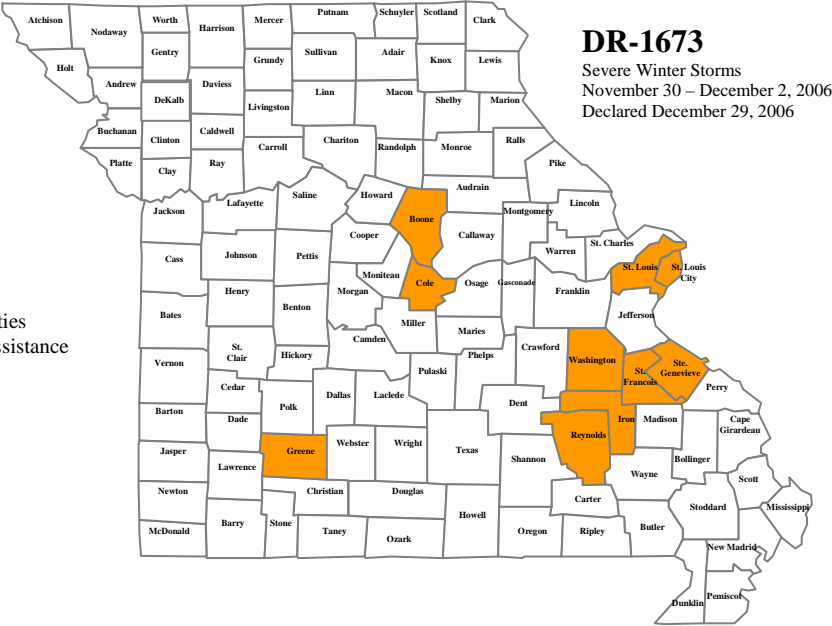 DR-1673
Severe Winter Storms
November 30 – December 2, 2006
Declared December 29, 2006
Atchison
Nodaway
Worth
Harrison
Mercer
Putnam
Schuyler
Scotland
Clark
Gentry
Sullivan
Adair
Knox
Lewis
Holt
Grundy
Andrew
DeKalb
Daviess
Livingston
Linn
Macon
Shelby
Marion
Buchanan
Clinton
Caldwell
Carroll
Chariton
Randolph
Monroe
Ralls
Platte
Clay
Ray
Pike
Jackson
Lafayette
Saline
Howard
Boone
Audrain
Montgomery
Lincoln
Cooper
Callaway
Warren
St. Charles
Cass
Johnson
Pettis
Moniteau
Cole
Osage
Gasconade
Franklin
St. Louis
St. Louis
City
Henry
Morgan
Bates
Benton
Miller
Jefferson
ties
ssistance
Camden
Maries
St.
Clair
Hickory
Phelps
Crawford
Washington
Vernon
Pulaski
St.
Francois
Ste.
Genevieve
Cedar
Polk
Dallas
Laclede
Dent
Perry
Barton
Dade
Iron
Madison
Cape
Girardeau
Jasper
Lawrence
Greene
Webster
Wright
Texas
Shannon
Reynolds
Bollinger
Wayne
Scott
Newton
Christian
Douglas
Howell
Carter
Stoddard
Mississippi
McDonald
Barry
Stone
Taney
Ozark
Oregon
Ripley
Butler
New Madrid
Dunklin
Pemiscot